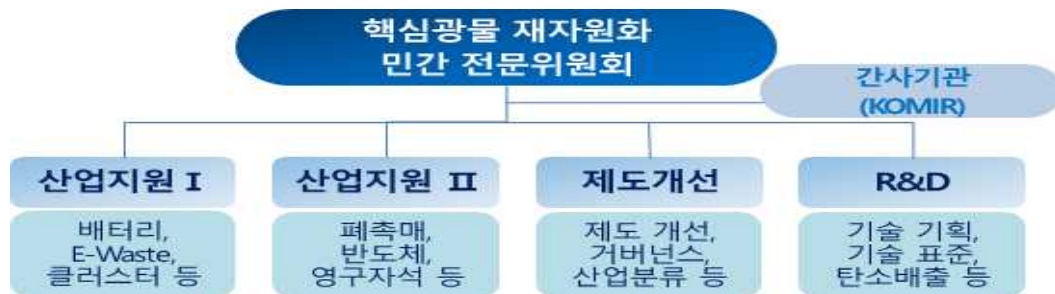 핵심광물 재자원화
민간 전문위원회
간사기관
(KOMIR)
산업지원 I
배터리,
E-Waste,
클러스터 등
산업지원 II
폐촉매,
반도체,
영구자석 등
제도개선
제도 개선,
거버넌스,
산업분류 등
R&D
기술 기획,
기술 표준,
탄소배출 등